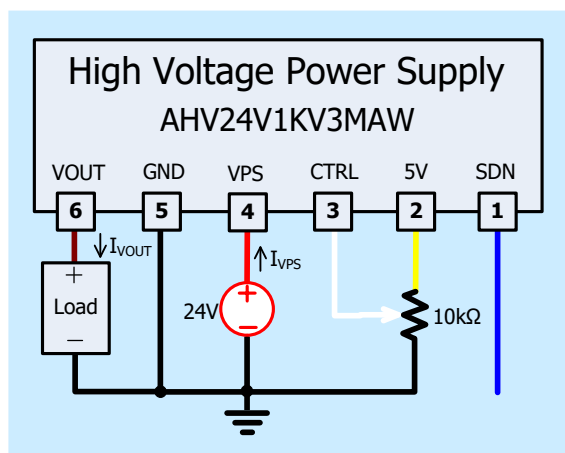 High Voltage Power Supply
AHV24V1KV3MAW
VOUT GND VPS CTRL 5V SDN
6 5 4 3 2 1
IVOUT IVPS
+ +
Load 24V 10kΩ
− −